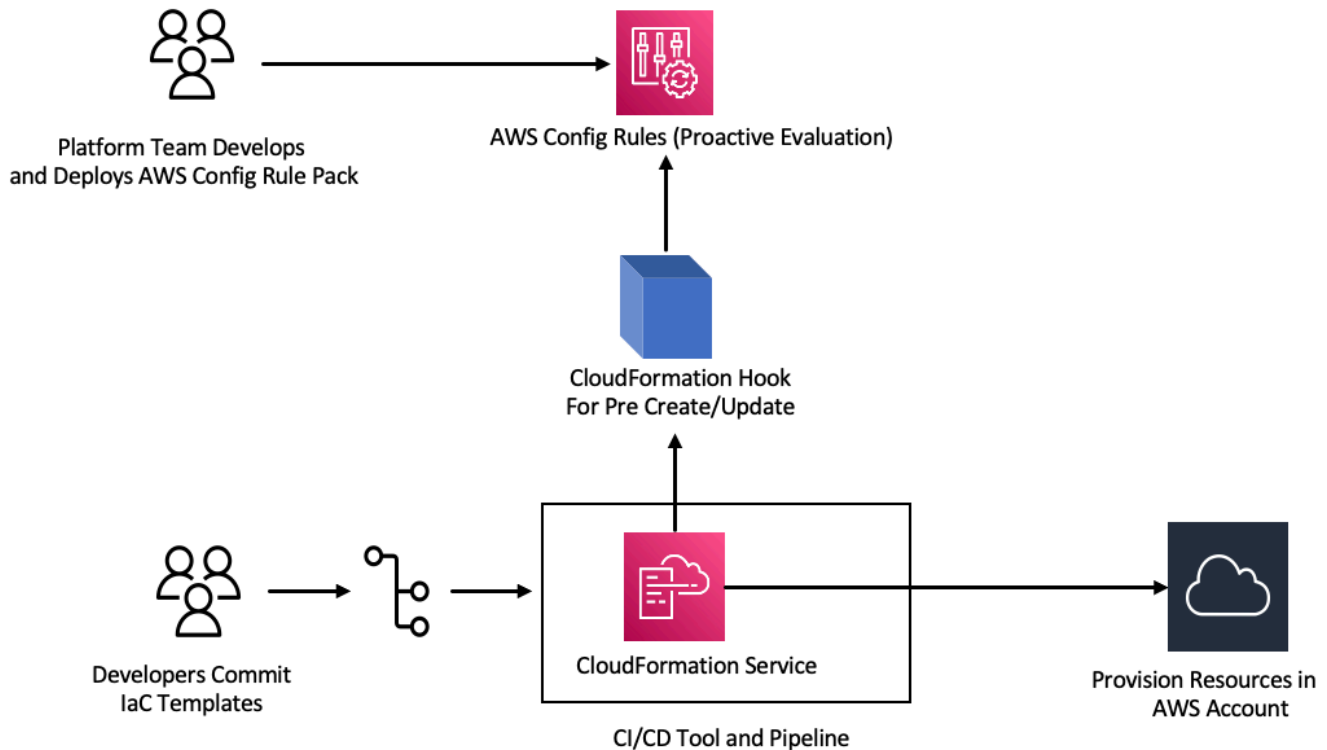 Platform Team Develops
and Deploys AWS Config Rule Pack
AWS Config Rules (Proactive Evaluation)
CloudFormation Hook
For Pre Create/Update
Developers Commit
IaC Templates
CloudFormation Service
CI/CD Tool and Pipeline
Provision Resources in
AWS Account